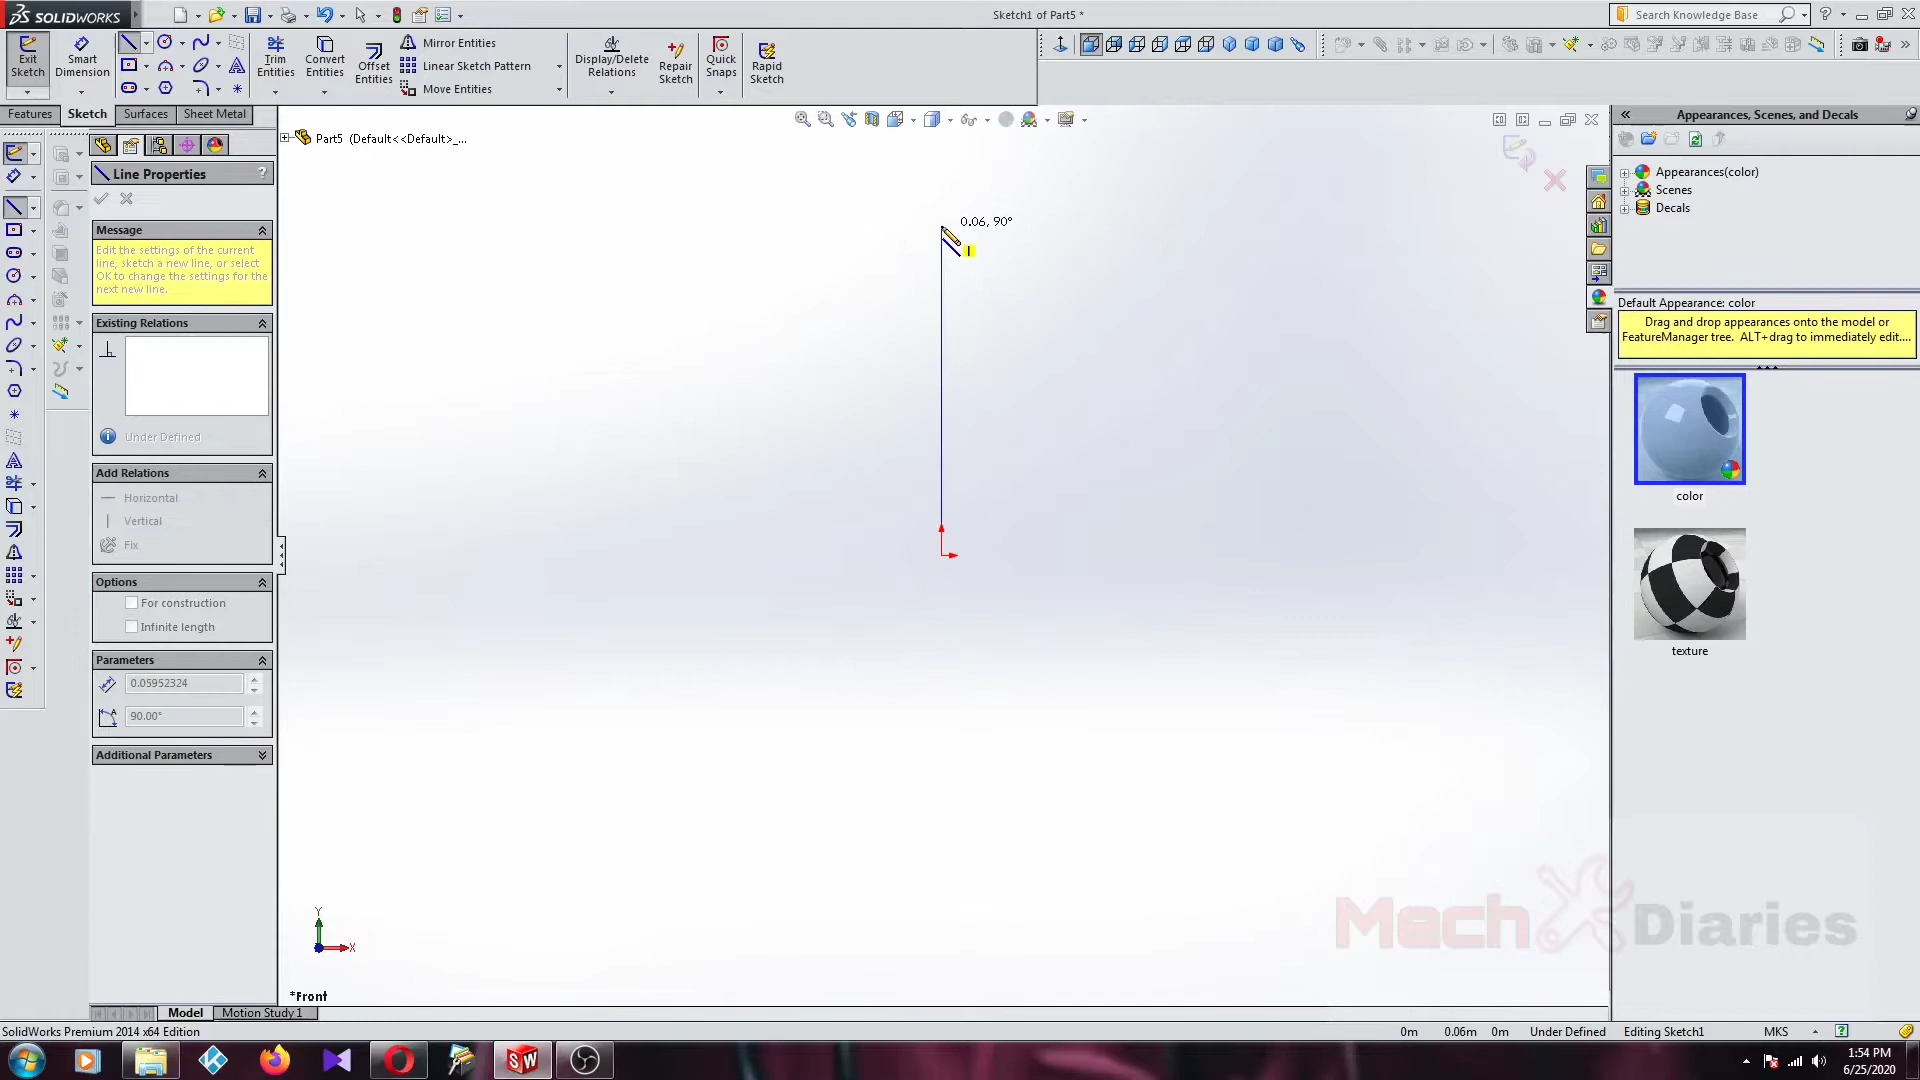 SOLIDWORKS
Sketch1 of Part5 *
Search Knowledge Base
Exit Sketch
Smart Dimension
Trim Entities
Convert Entities
Offset Entities
Mirror Entities
Linear Sketch Pattern
Move Entities
Display/Delete Relations
Repair Sketch
Quick Snaps
Rapid Sketch
Features
Sketch
Surfaces
Sheet Metal
Part5 (Default<<Default>_...
Line Properties
?
Message
Edit the settings of the current
line, sketch a new line, or select
OK to change the settings for the
next new line.
Existing Relations
Under Defined
Add Relations
Horizontal
Vertical
Fix
Options
For construction
Infinite length
Parameters
0.05952324
90.00°
Additional Parameters
0.06, 90°
Y
X
*Front
Model
Motion Study 1
Appearances, Scenes, and Decals
Appearances(color)
Scenes
Decals
Default Appearance: color
Drag and drop appearances onto the model or
FeatureManager tree. ALT+drag to immediately edit....
color
texture
Mach Diaries
SolidWorks Premium 2014 x64 Edition
0m
0.06m
0m
Under Defined
Editing Sketch1
MKS
SW
1:54 PM
6/25/2020